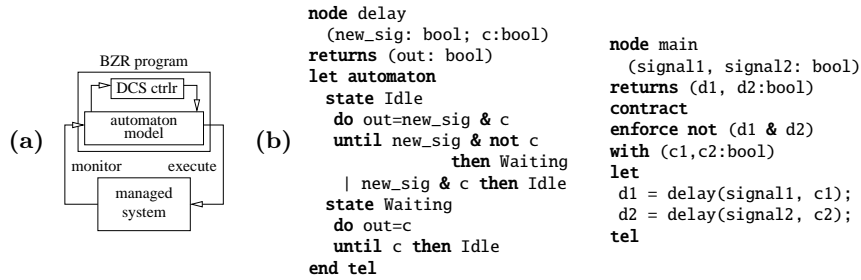 (a)
BZR program
DCS ctrlr
automaton
model
monitor
execute
managed
system
(b)
node delay
(new_sig: bool; c:bool)
returns (out: bool)
let automaton
state Idle
do out=new_sig & c
until new_sig & not c
then Waiting
| new_sig & c then Idle
state Waiting
do out=c
until c then Idle
end tel
node main
(signal1, signal2: bool)
returns (d1, d2:bool)
contract
enforce not (d1 & d2)
with (c1,c2:bool)
let
d1 = delay(signal1, c1);
d2 = delay(signal2, c2);
tel